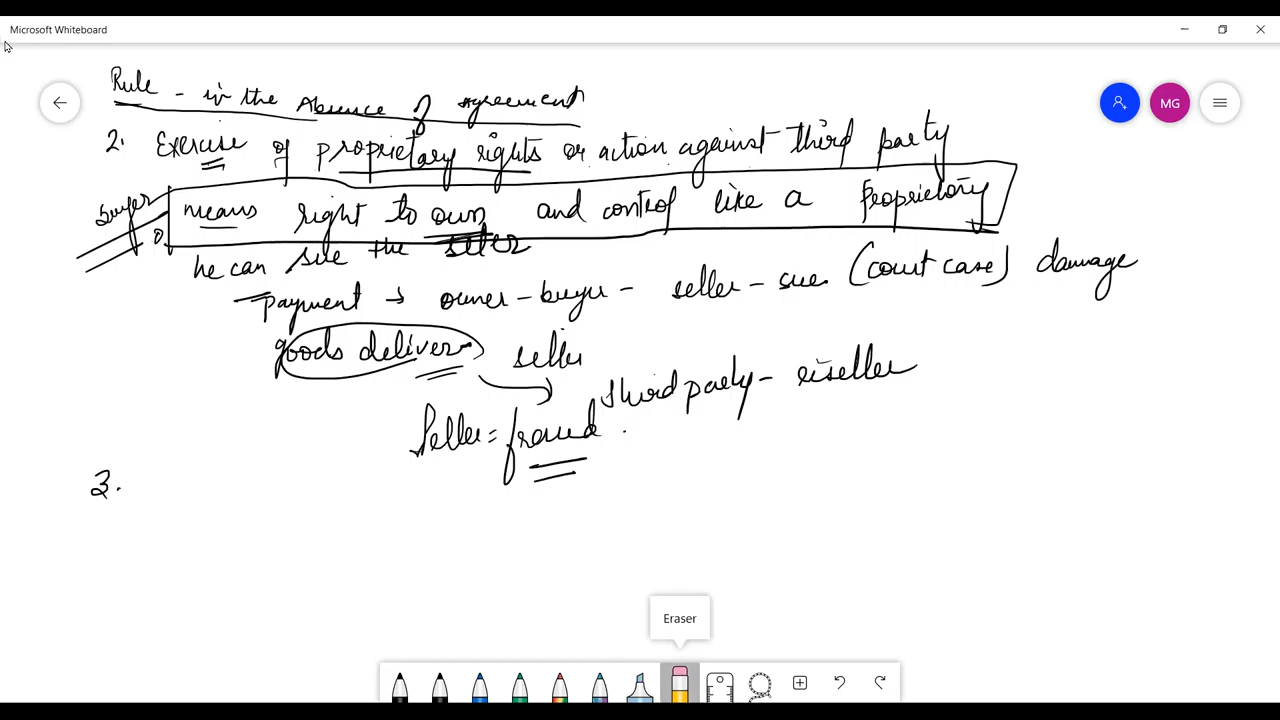 Microsoft Whiteboard
Rule - in the Absence of agreement
2. Exercise of proprietary rights or action against third party
buyer
means right to own and control like a Proprietory
he can sue the seller
payment → owner - buyer - seller - sue. (court case) damage
goods deliver seller
third party - reseller
Seller = fraud
3.
MG
Eraser